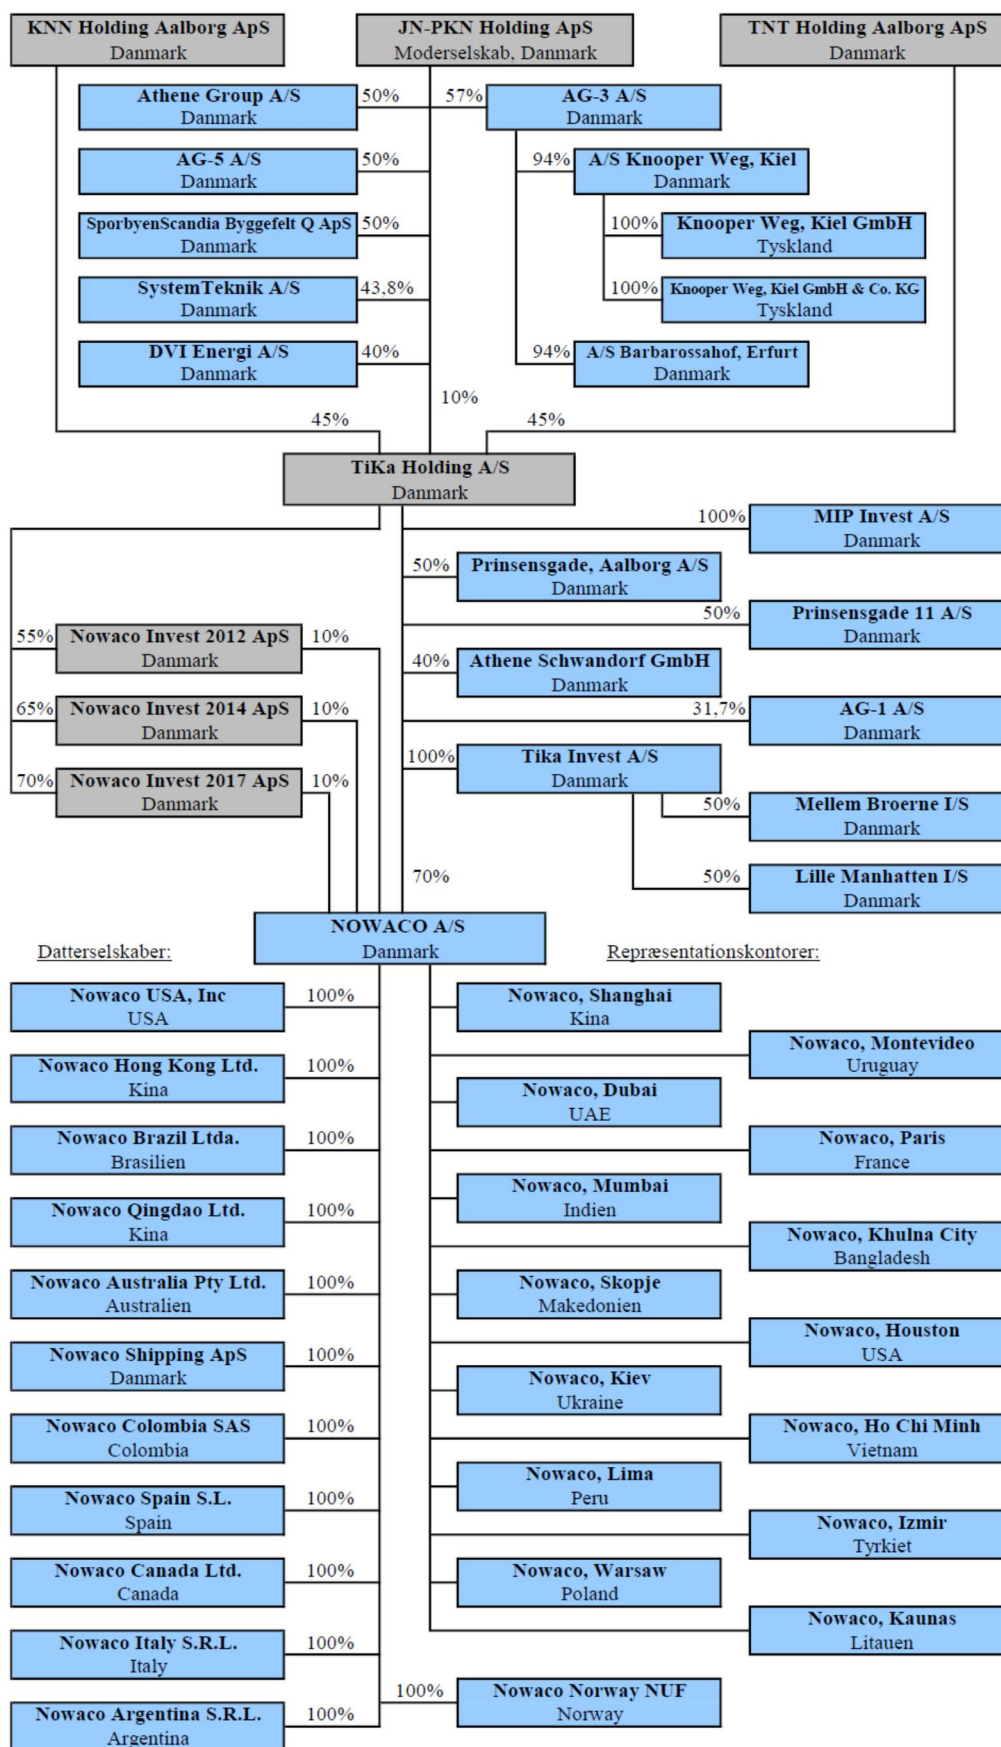 KNN Holding Aalborg ApS
Danmark
JN-PKN Holding ApS
Moderselskab, Danmark
TNT Holding Aalborg ApS
Danmark
Athene Group A/S
Danmark
50%
57%
AG-3 A/S
Danmark
AG-5 A/S
Danmark
50%
94%
A/S Knooper Weg, Kiel
Danmark
SporbyenScandia Byggefelt Q ApS
Danmark
50%
100%
Knooper Weg, Kiel GmbH
Tyskland
SystemTeknik A/S
Danmark
43,8%
100%
Knooper Weg, Kiel GmbH & Co. KG
Tyskland
DVI Energi A/S
Danmark
40%
94%
A/S Barbarossahof, Erfurt
Danmark
10%
45%
45%
TiKa Holding A/S
Danmark
100%
MIP Invest A/S
Danmark
50%
Prinsensgade, Aalborg A/S
Danmark
50%
Prinsensgade 11 A/S
Danmark
55%
Nowaco Invest 2012 ApS
Danmark
10%
40%
Athene Schwandorf GmbH
Danmark
65%
Nowaco Invest 2014 ApS
Danmark
10%
31,7%
AG-1 A/S
Danmark
100%
Tika Invest A/S
Danmark
70%
Nowaco Invest 2017 ApS
Danmark
10%
50%
Mellem Broerne I/S
Danmark
70%
50%
Lille Manhatten I/S
Danmark
NOWACO A/S
Danmark
Datterselskaber:
Repræsentationskontorer:
Nowaco USA, Inc
USA
100%
Nowaco, Shanghai
Kina
Nowaco, Montevideo
Uruguay
Nowaco Hong Kong Ltd.
Kina
100%
Nowaco, Dubai
UAE
Nowaco Brazil Ltda.
Brasilien
100%
Nowaco, Paris
France
Nowaco, Mumbai
Indien
Nowaco Qingdao Ltd.
Kina
100%
Nowaco, Khulna City
Bangladesh
Nowaco Australia Pty Ltd.
Australien
100%
Nowaco, Skopje
Makedonien
Nowaco, Houston
USA
Nowaco Shipping ApS
Danmark
100%
Nowaco, Kiev
Ukraine
Nowaco Colombia SAS
Colombia
100%
Nowaco, Ho Chi Minh
Vietnam
Nowaco, Lima
Peru
Nowaco Spain S.L.
Spain
100%
Nowaco, Izmir
Tyrkiet
Nowaco Canada Ltd.
Canada
100%
Nowaco, Warsaw
Poland
Nowaco, Kaunas
Litauen
Nowaco Italy S.R.L.
Italy
100%
100%
Nowaco Norway NUF
Norway
Nowaco Argentina S.R.L.
Argentina
100%